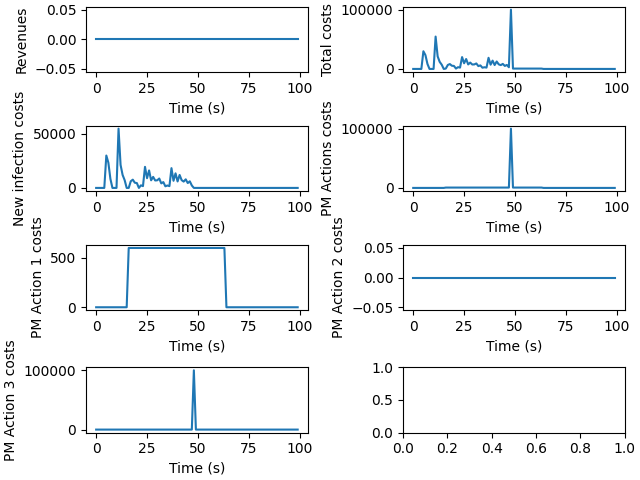 Revenues
0.05
0.00
−0.05
0 25 50 75 100
Time (s)
Total costs
100000
0
0 25 50 75 100
Time (s)
New infection costs
50000
0
0 25 50 75 100
Time (s)
PM Actions costs
100000
0
0 25 50 75 100
Time (s)
PM Action 1 costs
500
0
0 25 50 75 100
Time (s)
PM Action 2 costs
0.05
0.00
−0.05
0 25 50 75 100
Time (s)
PM Action 3 costs
100000
0
0 25 50 75 100
Time (s)
1.0
0.5
0.0
0.0 0.2 0.4 0.6 0.8 1.0